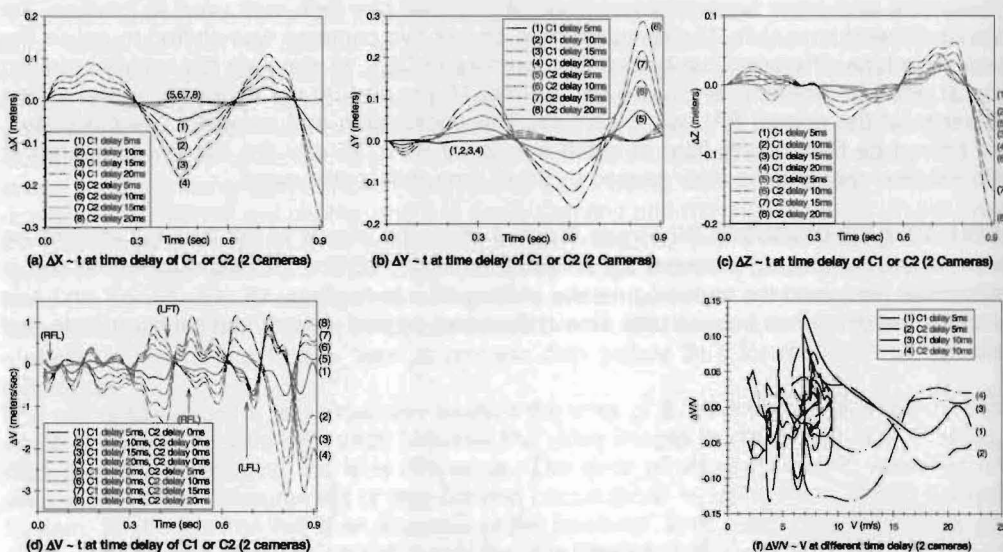 ΔX (meters)
0.2
0.1
0.0
-0.1
-0.2
-0.3
(5,6,7,8)
(1)
(2)
(3)
(4)
(1) C1 delay 5ms
(2) C1 delay 10ms
(3) C1 delay 15ms
(4) C1 delay 20ms
(5) C2 delay 5ms
(6) C2 delay 10ms
(7) C2 delay 15ms
(8) C2 delay 20ms
0.0 0.3 0.6 0.9
Time (sec)
(a) ΔX ~ t at time delay of C1 or C2 (2 Cameras)
ΔY (meters)
0.3
0.2
0.1
0.0
-0.1
-0.2
-0.3
(1) C1 delay 5ms
(2) C1 delay 10ms
(3) C1 delay 15ms
(4) C1 delay 20ms
(5) C2 delay 5ms
(6) C2 delay 10ms
(7) C2 delay 15ms
(8) C2 delay 20ms
(8)
(7)
(6)
(5)
(1,2,3,4)
0.0 0.2 0.4 0.6 0.8
Time (sec)
(b) ΔY ~ t at time delay of C1 or C2 (2 Cameras)
ΔZ (meters)
0.2
0.1
0.0
-0.1
-0.2
(1) C1 delay 5ms
(2) C1 delay 10ms
(3) C1 delay 15ms
(4) C1 delay 20ms
(5) C2 delay 5ms
(6) C2 delay 10ms
(7) C2 delay 15ms
(8) C2 delay 20ms
0.0 0.3 0.6 0.9
Time (sec)
(c) ΔZ ~ t at time delay of C1 or C2 (2 Cameras)
ΔV (meters/sec)
1
0
-1
-2
-3
(RFL)
(LFT)
(RFL)
(LFL)
(8)
(7)
(6)
(5)
(1)
(2)
(3)
(4)
(1) C1 delay 5ms, C2 delay 0ms
(2) C1 delay 10ms, C2 delay 0ms
(3) C1 delay 15ms, C2 delay 0ms
(4) C1 delay 20ms, C2 delay 0ms
(5) C1 delay 0ms, C2 delay 5ms
(6) C1 delay 0ms, C2 delay 10ms
(7) C1 delay 0ms, C2 delay 15ms
(8) C1 delay 0ms, C2 delay 20ms
0.0 0.3 0.6 0.9
Time (sec)
(d) ΔV ~ t at time delay of C1 or C2 (2 cameras)
ΔV/V
0.15
0.10
0.05
0.00
-0.05
-0.10
-0.15
(1) C1 delay 5ms
(2) C2 delay 5ms
(3) C1 delay 10ms
(4) C2 delay 10ms
(4)
(3)
(1)
(2)
0 5 10 15 20 25
V (m/s)
(f) ΔV/V ~ V at different time delay (2 cameras)